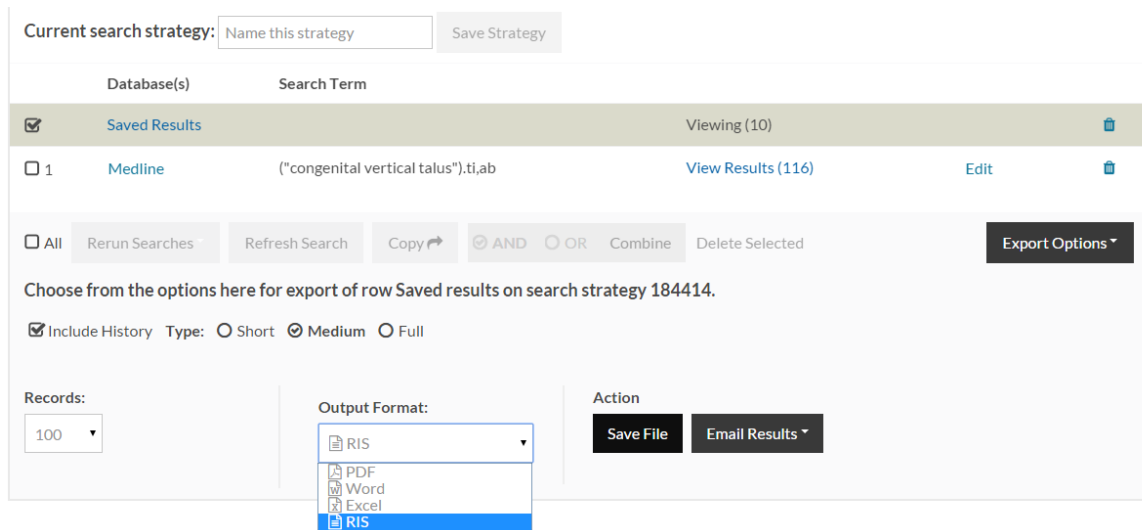 Current search strategy: Name this strategy Save Strategy
Database(s) Search Term
Saved Results Viewing (10)
1 Medline ("congenital vertical talus").ti,ab View Results (116) Edit
All Rerun Searches Refresh Search Copy AND OR Combine Delete Selected Export Options
Choose from the options here for export of row Saved results on search strategy 184414.
Include History Type: Short Medium Full
Records: Output Format: Action
100 RIS Save File Email Results
PDF
Word
Excel
RIS